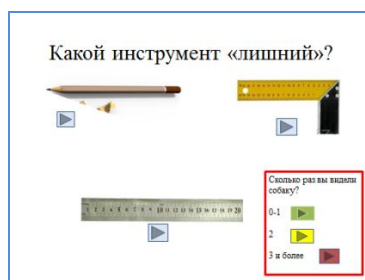 Какой инструмент «лишний»?
Сколько раз вы видели
собаку?
0-1
2
3 и более